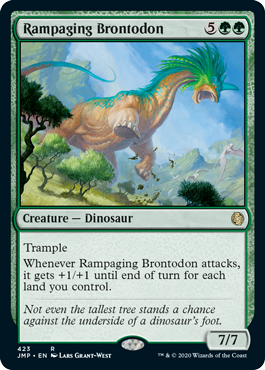 Rampaging Brontodon 5
Creature — Dinosaur
Trample
Whenever Rampaging Brontodon attacks,
it gets +1/+1 until end of turn for each
land you control.
Not even the tallest tree stands a chance
against the underside of a dinosaur's foot.
7/7
423 R
JMP • EN Lars Grant-West
™ & © 2020 Wizards of the Coast